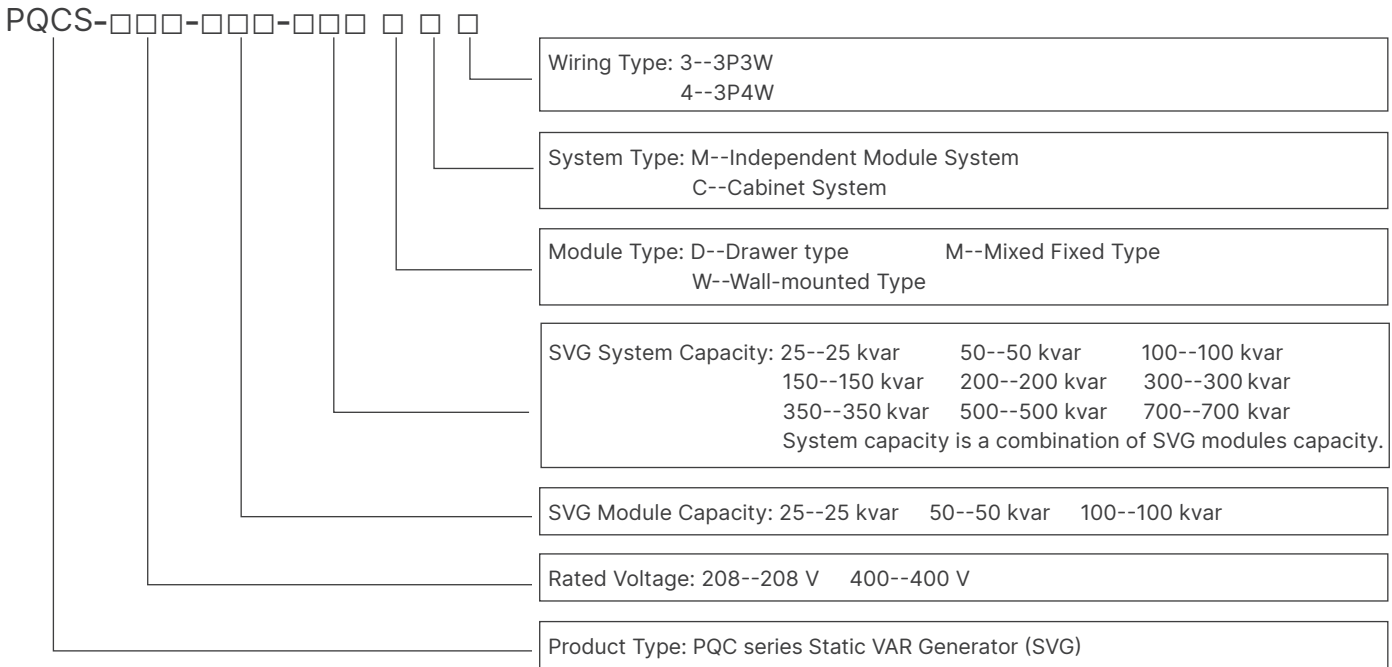 PQCS-□□□-□□□-□□□ □ □ □
Wiring Type: 3--3P3W
4--3P4W
System Type: M--Independent Module System
C--Cabinet System
Module Type: D--Drawer type M--Mixed Fixed Type
W--Wall-mounted Type
SVG System Capacity: 25--25 kvar 50--50 kvar 100--100 kvar
150--150 kvar 200--200 kvar 300--300 kvar
350--350 kvar 500--500 kvar 700--700 kvar
System capacity is a combination of SVG modules capacity.
SVG Module Capacity: 25--25 kvar 50--50 kvar 100--100 kvar
Rated Voltage: 208--208 V 400--400 V
Product Type: PQC series Static VAR Generator (SVG)